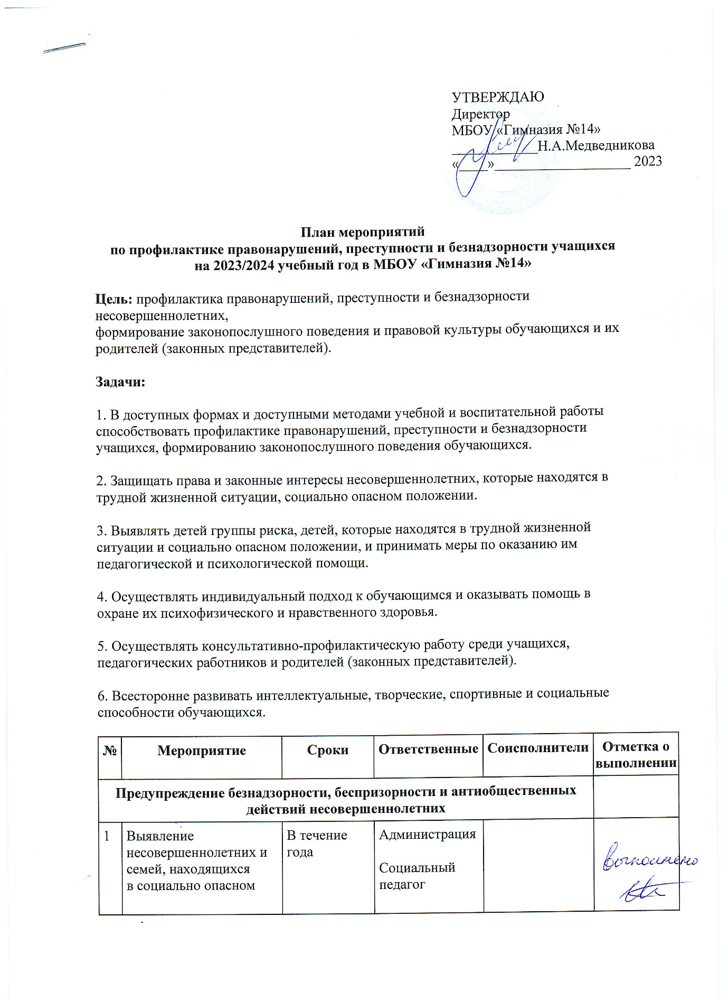 УТВЕРЖДАЮ
Директор
МБОУ «Гимназия №14»
____________Н.А.Медведникова
«____»___________________ 2023
План мероприятий
по профилактике правонарушений, преступности и безнадзорности учащихся
на 2023/2024 учебный год в МБОУ «Гимназия №14»
Цель: профилактика правонарушений, преступности и безнадзорности
несовершеннолетних,
формирование законопослушного поведения и правовой культуры обучающихся и их
родителей (законных представителей).
Задачи:
1. В доступных формах и доступными методами учебной и воспитательной работы
способствовать профилактике правонарушений, преступности и безнадзорности
учащихся, формированию законопослушного поведения обучающихся.
2. Защищать права и законные интересы несовершеннолетних, которые находятся в
трудной жизненной ситуации, социально опасном положении.
3. Выявлять детей группы риска, детей, которые находятся в трудной жизненной
ситуации и социально опасном положении, и принимать меры по оказанию им
педагогической и психологической помощи.
4. Осуществлять индивидуальный подход к обучающимся и оказывать помощь в
охране их психофизического и нравственного здоровья.
5. Осуществлять консультативно-профилактическую работу среди учащихся,
педагогических работников и родителей (законных представителей).
6. Всесторонне развивать интеллектуальные, творческие, спортивные и социальные
способности обучающихся.
№ Мероприятие Сроки Ответственные Соисполнители Отметка о
выполнении
Предупреждение безнадзорности, беспризорности и антиобщественных
действий несовершеннолетних
1 Выявление
несовершеннолетних и
семей, находящихся
в социально опасном
В течение
года
Администрация
Социальный
педагог
выполнено